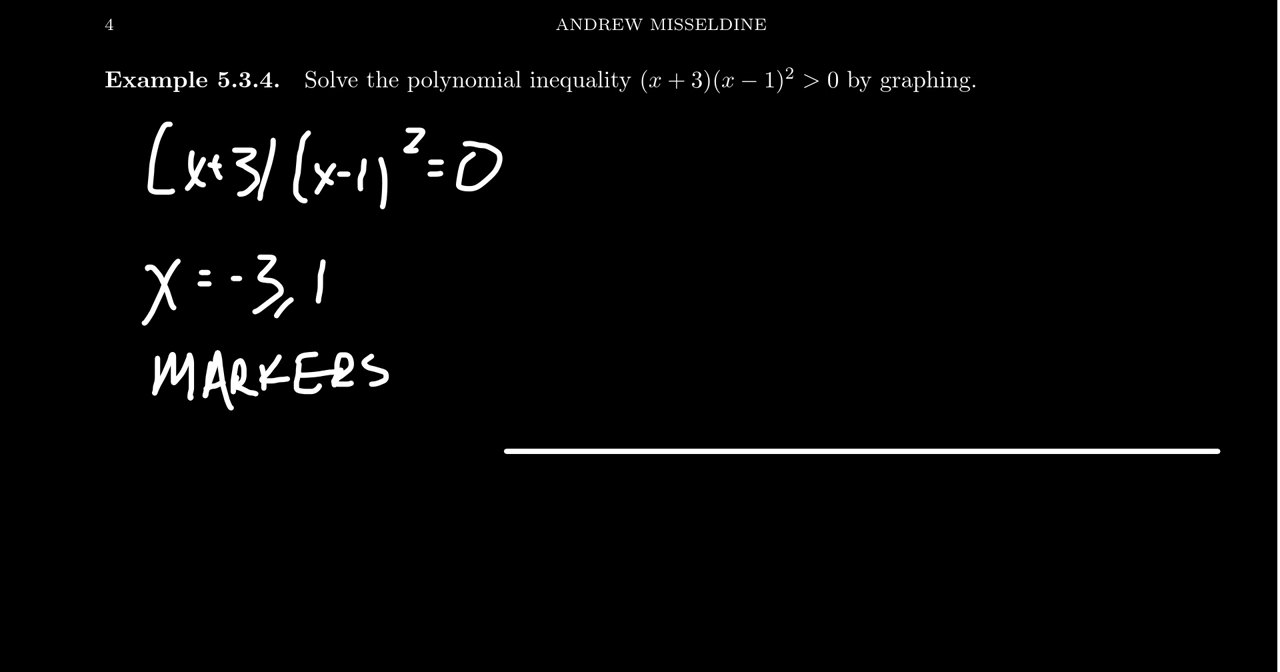 4 ANDREW MISSELDINE
Example 5.3.4. Solve the polynomial inequality (x + 3)(x − 1)² > 0 by graphing.
(x+3)(x-1)²=0
x=-3,1
MARKERS